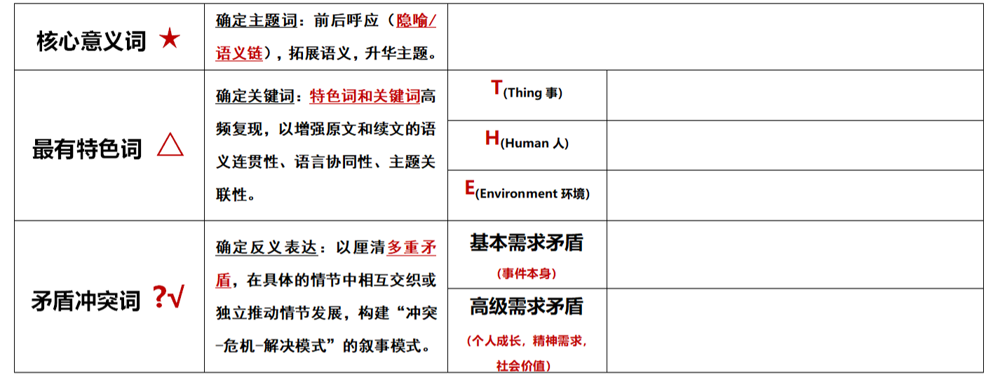 核心意义词 ★
确定主题词：前后呼应（隐喻/
语义链），拓展语义，升华主题。
最有特色词 △
确定关键词：特色词和关键词高
频复现，以增强原文和续文的语
义连贯性、语言协同性、主题关
联性。
T(Thing 事)
H(Human 人)
E(Environment 环境)
矛盾冲突词 ?√
确定反义表达：以厘清多重矛
盾，在具体的情节中相互交织或
独立推动情节发展，构建“冲突
-危机-解决模式”的叙事模式。
基本需求矛盾
（事件本身）
高级需求矛盾
（个人成长，精神需求，
社会价值）